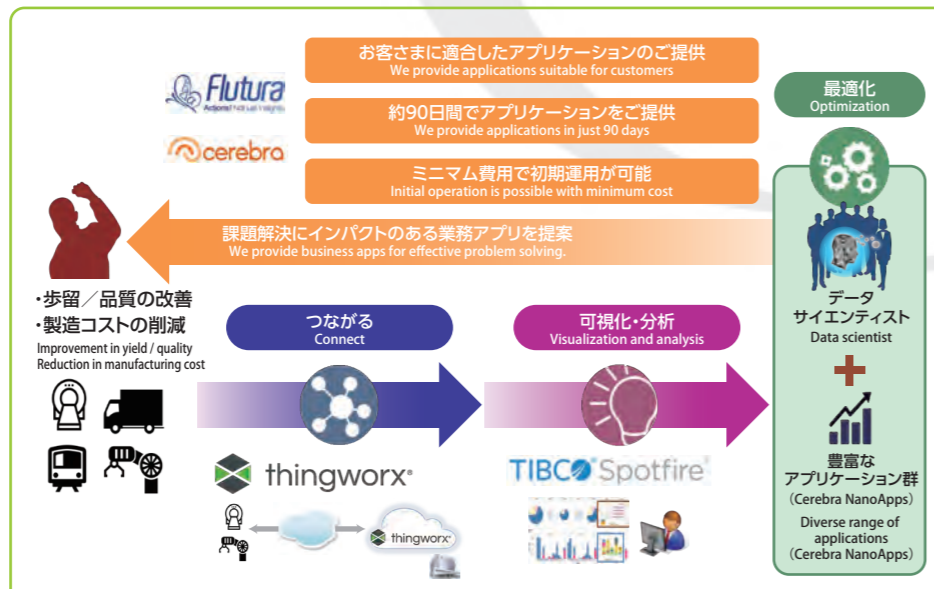 お客さまに適合したアプリケーションのご提供
We provide applications suitable for customers
Flutura
約90日間でアプリケーションをご提供
We provide applications in just 90 days
cerebra
ミニマム費用で初期運用が可能
Initial operation is possible with minimum cost
最適化
Optimization
課題解決にインパクトのある業務アプリを提案
We provide business apps for effective problem solving.
・歩留／品質の改善
・製造コストの削減
Improvement in yield / quality
Reduction in manufacturing cost
つながる
Connect
可視化・分析
Visualization and analysis
thingworx®
thingworx®
TIBCO Spotfire®
データ
サイエンティスト
Data scientist
豊富な
アプリケーション群
(Cerebra NanoApps)
Diverse range of
applications
(Cerebra NanoApps)